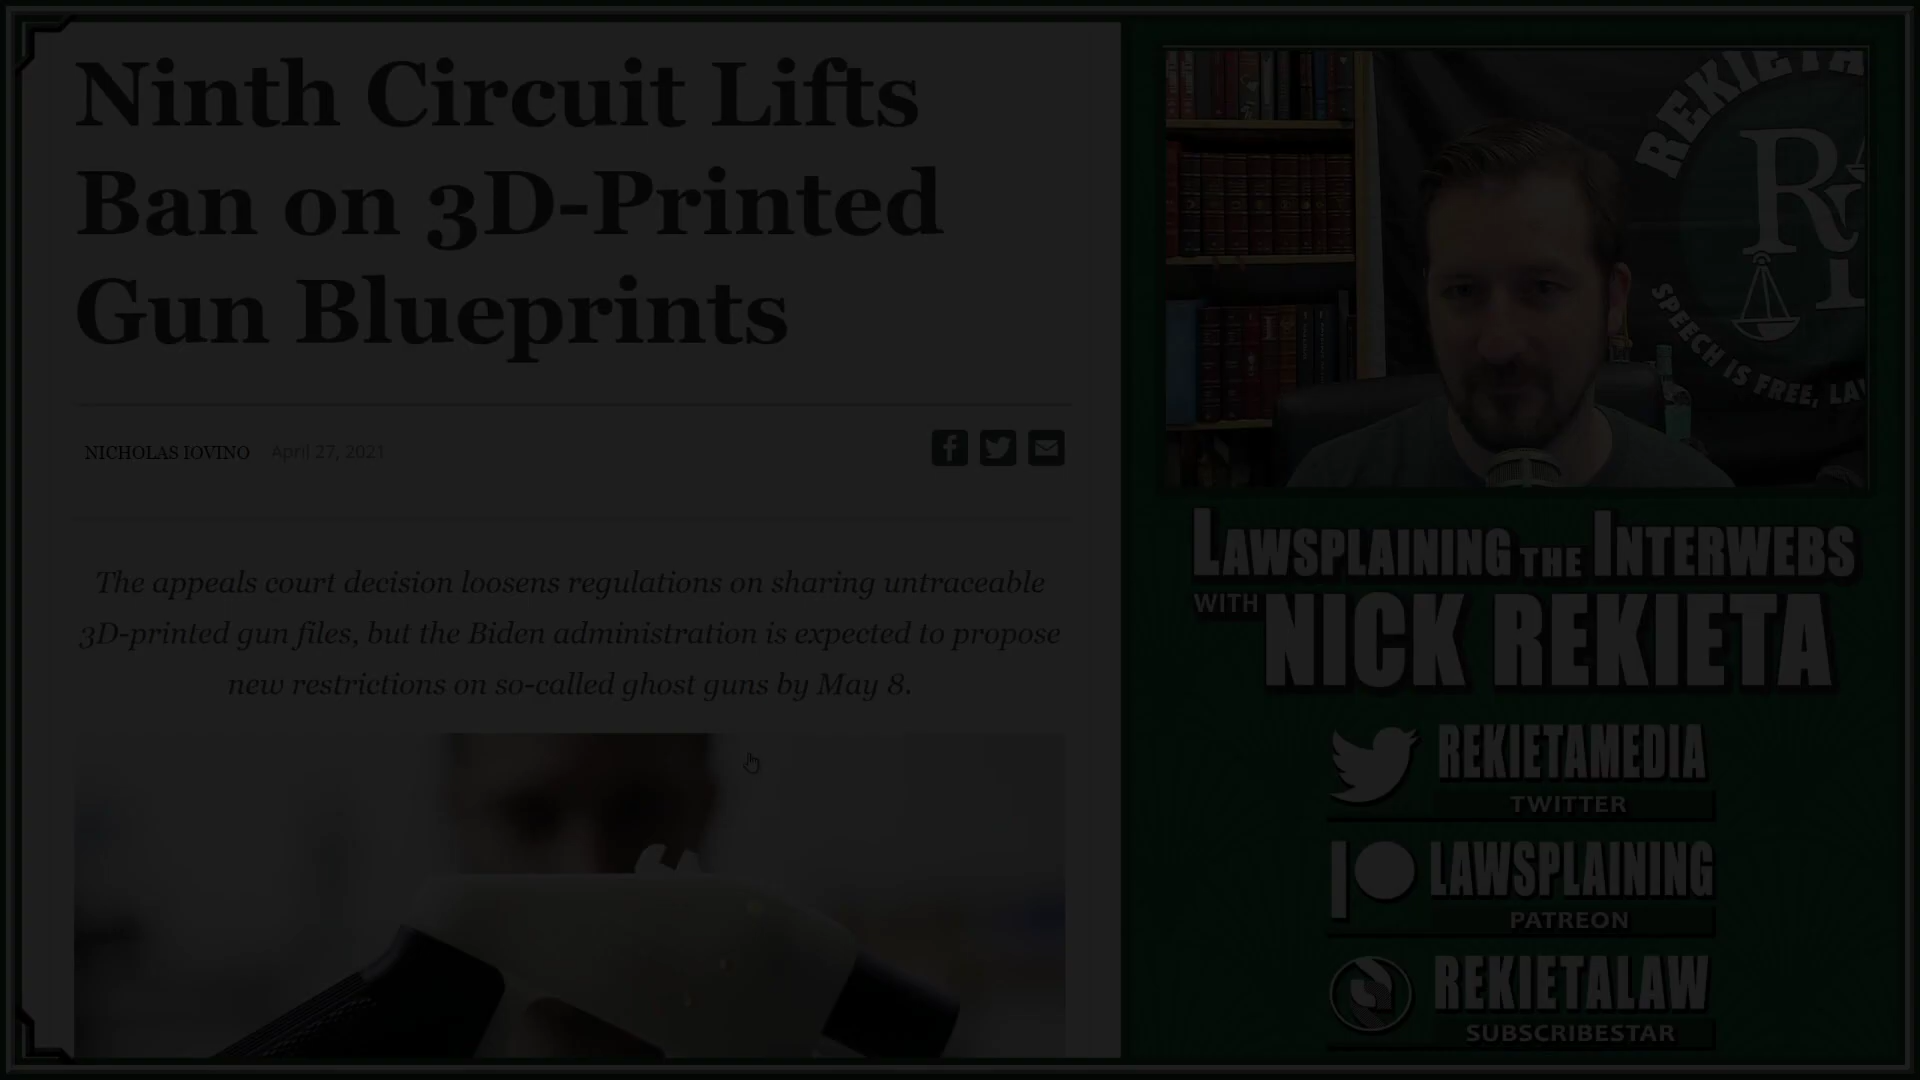 Ninth Circuit Lifts
Ban on 3D-Printed
Gun Blueprints
NICHOLAS IOVINO April 27, 2021
The appeals court decision loosens regulations on sharing untraceable
3D-printed gun files, but the Biden administration is expected to propose
new restrictions on so-called ghost guns by May 8.
REKIETA
R
SPEECH IS FREE,
LAWSPLAINING THE INTERWEBS
WITH NICK REKIETA
REKIETAMEDIA
TWITTER
LAWSPLAINING
PATREON
REKIETALAW
SUBSCRIBESTAR